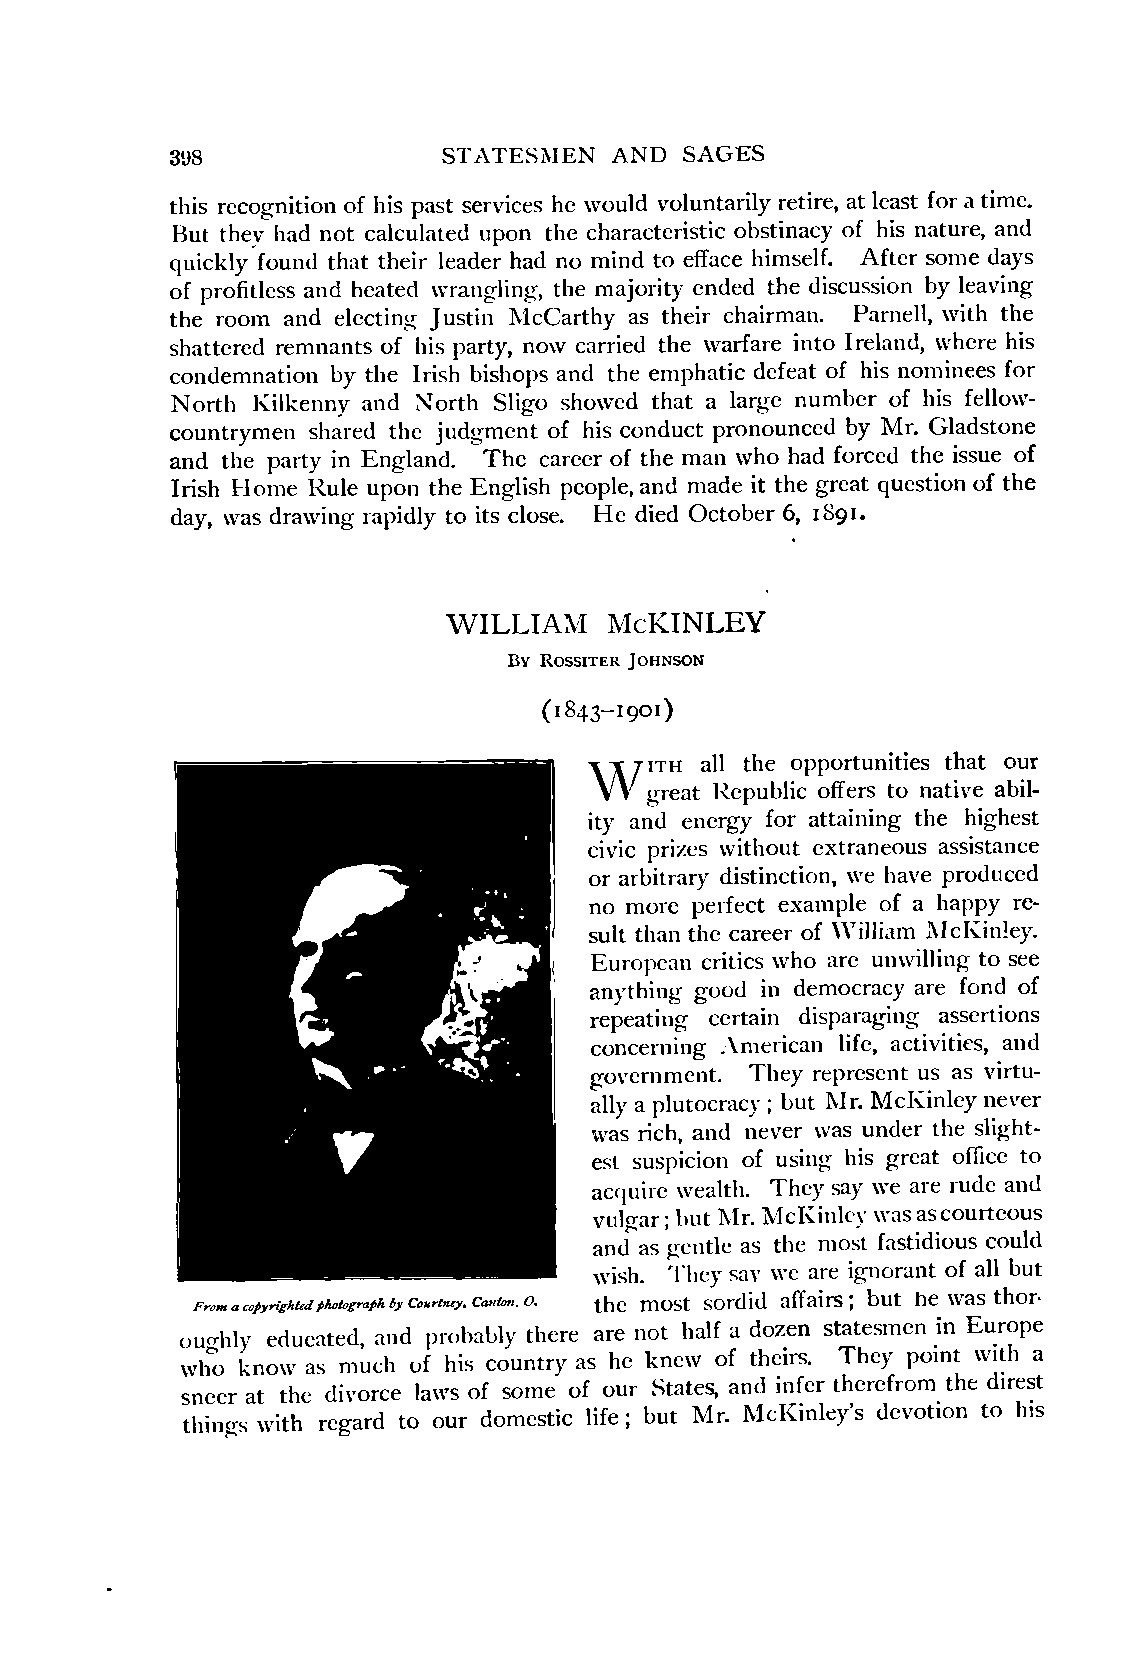 398 STATESMEN AND SAGES
this recognition of his past services he would voluntarily retire, at least for a time.
But they had not calculated upon the characteristic obstinacy of his nature, and
quickly found that their leader had no mind to efface himself. After some days
of profitless and heated wrangling, the majority ended the discussion by leaving
the room and electing Justin McCarthy as their chairman. Parnell, with the
shattered remnants of his party, now carried the warfare into Ireland, where his
condemnation by the Irish bishops and the emphatic defeat of his nominees for
North Kilkenny and North Sligo showed that a large number of his fellow-
countrymen shared the judgment of his conduct pronounced by Mr. Gladstone
and the party in England. The career of the man who had forced the issue of
Irish Home Rule upon the English people, and made it the great question of the
day, was drawing rapidly to its close. He died October 6, 1891.
WILLIAM McKINLEY
By Rossiter Johnson
(1843–1901)
With all the opportunities that our
great Republic offers to native abil-
ity and energy for attaining the highest
civic prizes without extraneous assistance
or arbitrary distinction, we have produced
no more perfect example of a happy re-
sult than the career of William McKinley.
European critics who are unwilling to see
anything good in democracy are fond of
repeating certain disparaging assertions
concerning American life, activities, and
government. They represent us as virtu-
ally a plutocracy; but Mr. McKinley never
was rich, and never was under the slight-
est suspicion of using his great office to
acquire wealth. They say we are rude and
vulgar; but Mr. McKinley was as courteous
and as gentle as the most fastidious could
wish. They say we are ignorant of all but
the most sordid affairs; but he was thor-
From a copyrighted photograph by Courtney, Canton, O.
oughly educated, and probably there are not half a dozen statesmen in Europe
who know as much of his country as he knew of theirs. They point with a
sneer at the divorce laws of some of our States, and infer therefrom the direst
things with regard to our domestic life; but Mr. McKinley's devotion to his